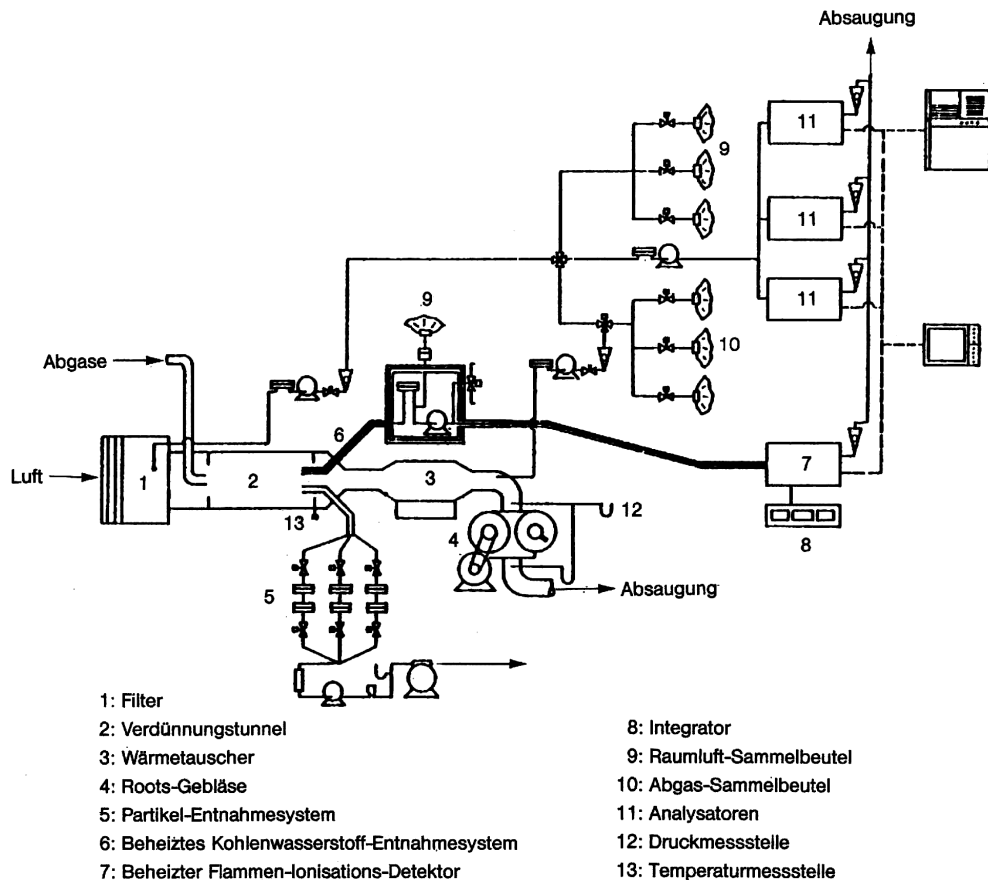 Absaugung
11
9
11
11
9
10
Abgase
6
7
Luft
1
2
3
13
12
4
8
5
Absaugung
1: Filter
2: Verdünnungstunnel
3: Wärmetauscher
4: Roots-Gebläse
5: Partikel-Entnahmesystem
6: Beheiztes Kohlenwasserstoff-Entnahmesystem
7: Beheizter Flammen-Ionisations-Detektor
8: Integrator
9: Raumluft-Sammelbeutel
10: Abgas-Sammelbeutel
11: Analysatoren
12: Druckmessstelle
13: Temperaturmessstelle